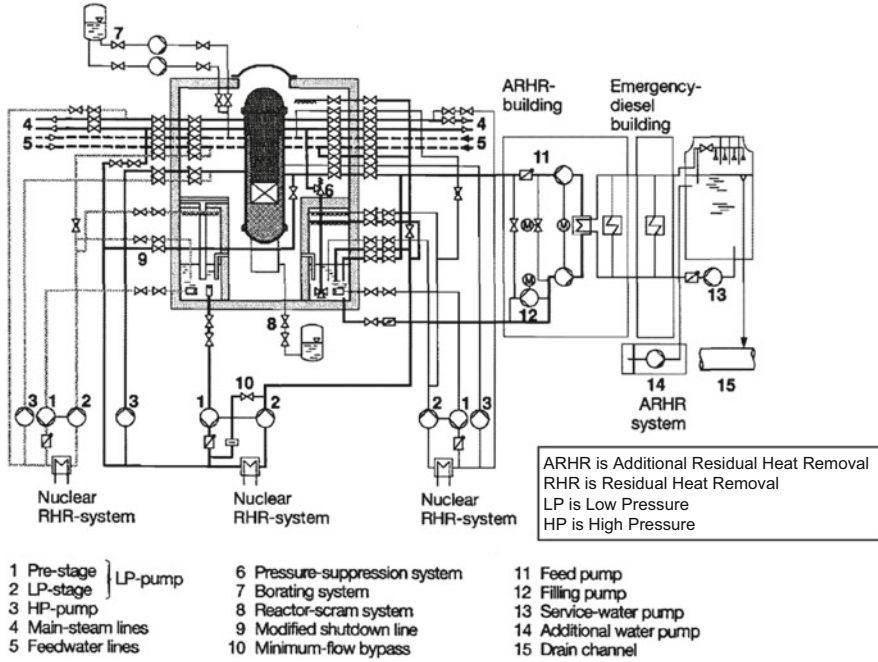 7
ARHR-
building
Emergency-
diesel
building
4
5
4
5
11
6
9
8
12
13
10
14
15
ARHR
system
3 1 2 3 1 2 2 1 3
Nuclear
RHR-system
Nuclear
RHR-system
Nuclear
RHR-system
M
M
M
ARHR is Additional Residual Heat Removal
RHR is Residual Heat Removal
LP is Low Pressure
HP is High Pressure
1 Pre-stage
2 LP-stage
LP-pump
3 HP-pump
4 Main-steam lines
5 Feedwater lines
6 Pressure-suppression system
7 Borating system
8 Reactor-scram system
9 Modified shutdown line
10 Minimum-flow bypass
11 Feed pump
12 Filling pump
13 Service-water pump
14 Additional water pump
15 Drain channel